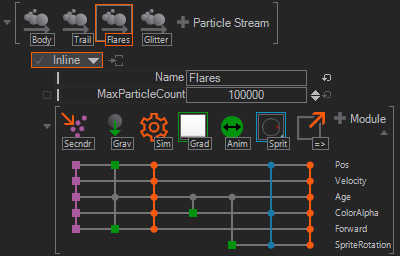 Body Trail Flares Glitter Particle Stream
Inline
Name Flares
MaxParticleCount 100000
Module
Secndr Grav Sim Grad Anim Sprit =>
Pos
Velocity
Age
ColorAlpha
Forward
SpriteRotation